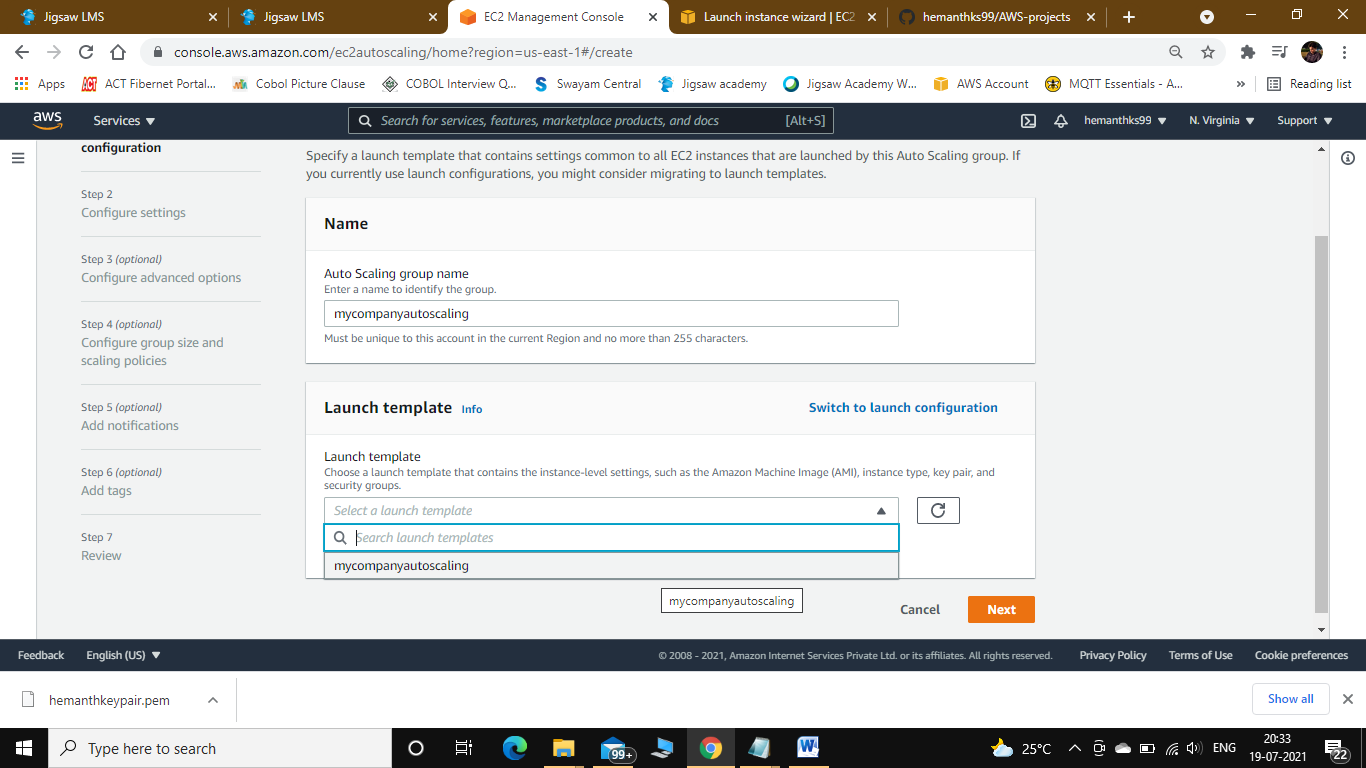 Jigsaw LMS
Jigsaw LMS
EC2 Management Console
Launch instance wizard | EC2
hemanthks99/AWS-projects
console.aws.amazon.com/ec2autoscaling/home?region=us-east-1#/create
Apps
ACT Fibernet Portal...
Cobol Picture Clause
COBOL Interview Q...
Swayam Central
Jigsaw academy
Jigsaw Academy W...
AWS Account
MQTT Essentials - A...
»
Reading list
aws
Services
Search for services, features, marketplace products, and docs
[Alt+S]
hemanthks99
N. Virginia
Support
configuration
Step 2
Configure settings
Step 3 (optional)
Configure advanced options
Step 4 (optional)
Configure group size and
scaling policies
Step 5 (optional)
Add notifications
Step 6 (optional)
Add tags
Step 7
Review
Specify a launch template that contains settings common to all EC2 instances that are launched by this Auto Scaling group. If
you currently use launch configurations, you might consider migrating to launch templates.
Name
Auto Scaling group name
Enter a name to identify the group.
mycompanyautoscaling
Must be unique to this account in the current Region and no more than 255 characters.
Launch template Info
Switch to launch configuration
Launch template
Choose a launch template that contains the instance-level settings, such as the Amazon Machine Image (AMI), instance type, key pair, and
security groups.
Select a launch template
Search launch templates
mycompanyautoscaling
mycompanyautoscaling
Cancel
Next
Feedback
English (US)
© 2008 - 2021, Amazon Internet Services Private Ltd. or its affiliates. All rights reserved.
Privacy Policy
Terms of Use
Cookie preferences
hemanthkeypair.pem
Show all
Type here to search
99+
25°C
ENG
20:33
19-07-2021
22